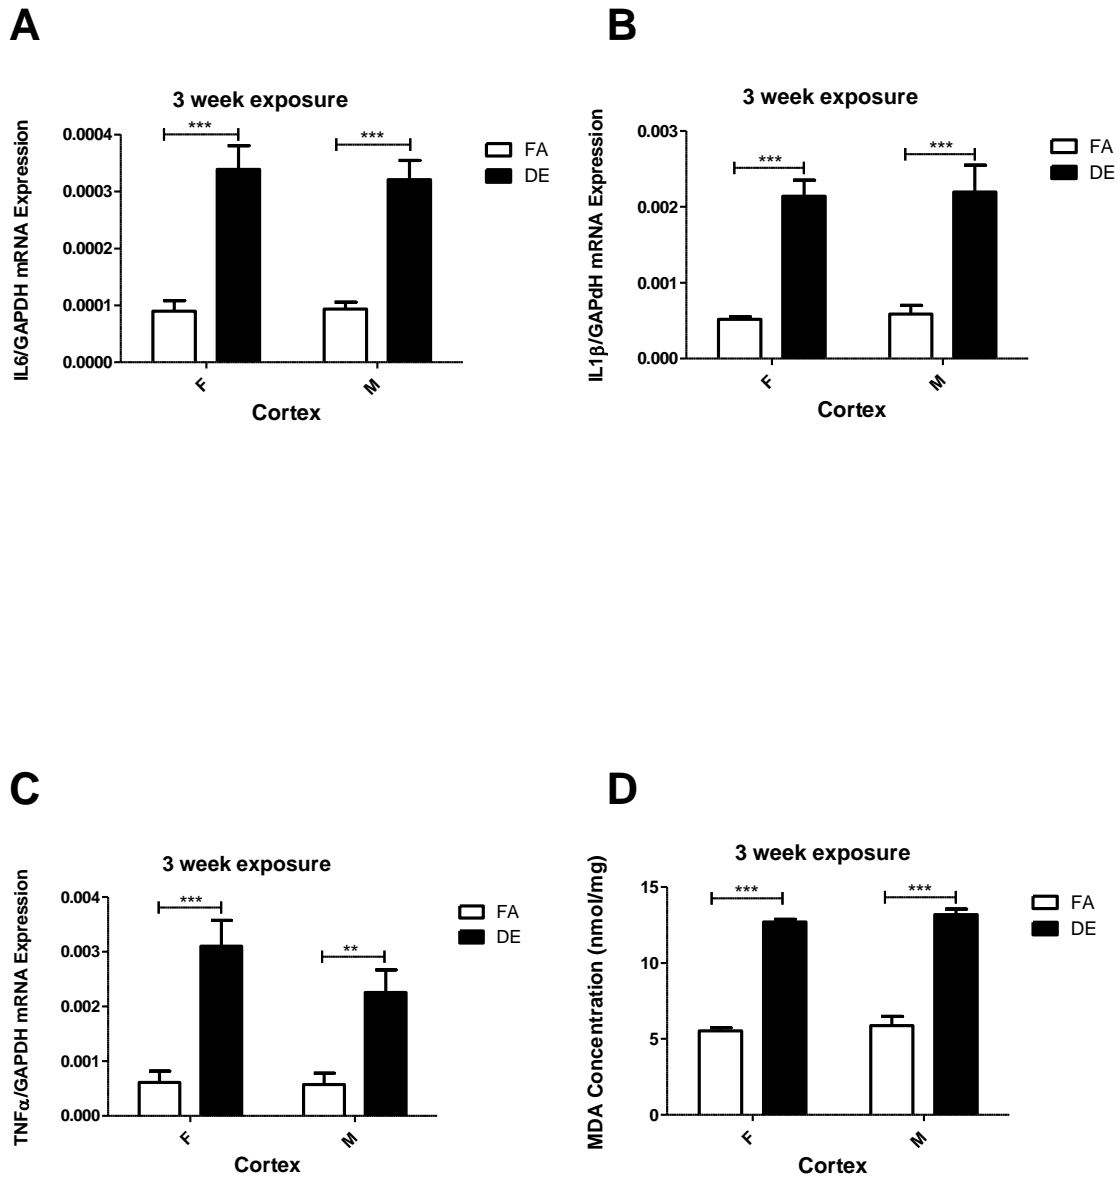 A
3 week exposure
IL6/GAPDH mRNA Expression
0.0004
0.0003
0.0002
0.0001
0.0000
***
***
FA
DE
F
M
Cortex
B
3 week exposure
IL1β/GAPdH mRNA Expression
0.003
0.002
0.001
0.000
***
***
FA
DE
F
M
Cortex
C
3 week exposure
TNFα/GAPDH mRNA Expression
0.004
0.003
0.002
0.001
0.000
***
**
FA
DE
F
M
Cortex
D
3 week exposure
MDA Concentration (nmol/mg)
15
10
5
0
***
***
FA
DE
F
M
Cortex